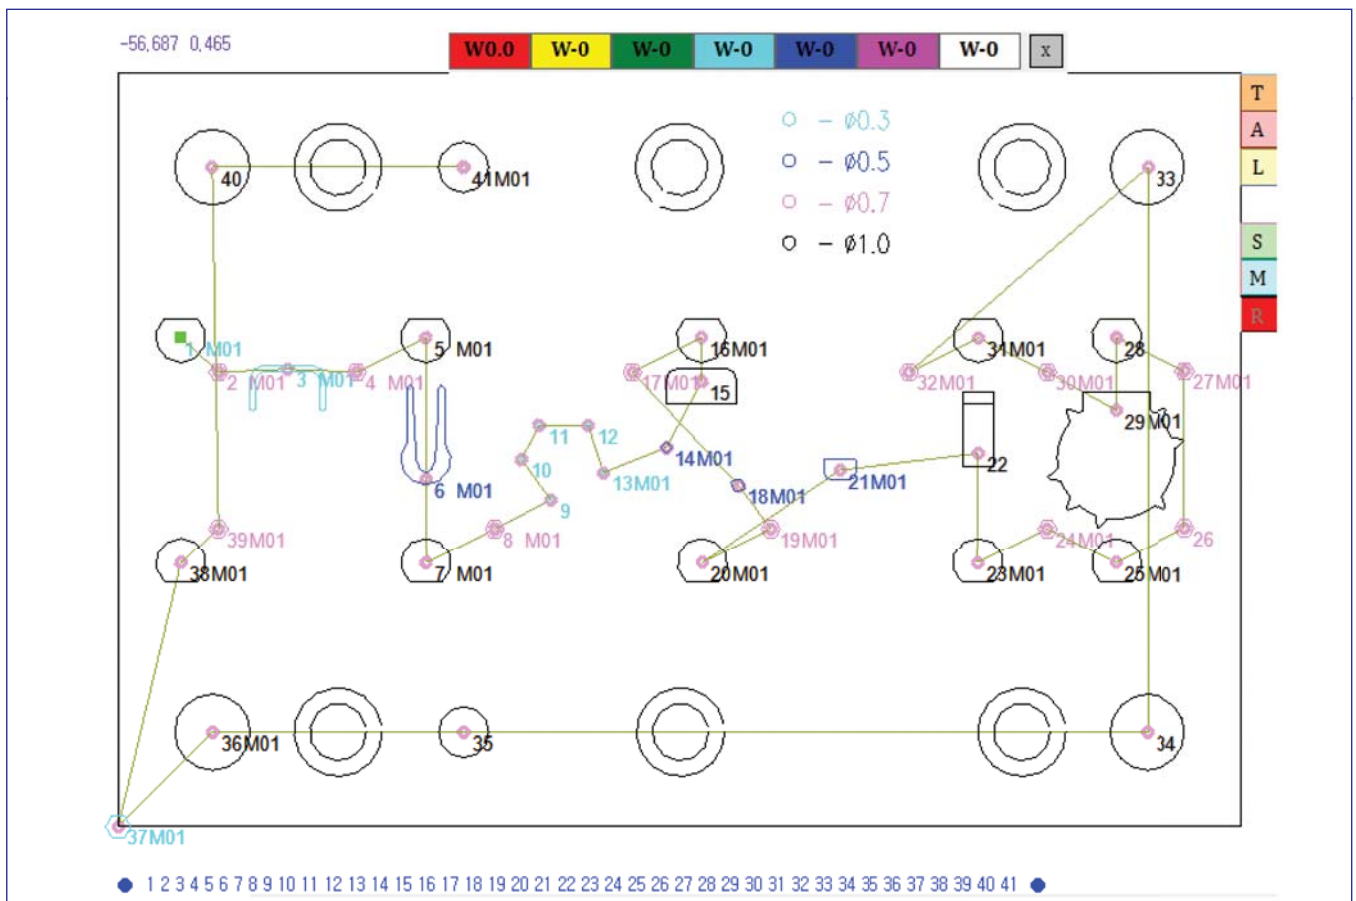 -56,687 0,465
W0.0 W-0 W-0 W-0 W-0 W-0 W-0 x
T
A
L
S
M
R
– ø0.3
– ø0.5
– ø0.7
– ø1.0
40
41M01
33
1 M01
2 M01
3 M01
4 M01
5 M01
16M01
17M01
15
31M01
32M01
30M01
28
27M01
29M01
11
12
10
13M01
14M01
9
6 M01
18M01
21M01
22
39M01
8 M01
19M01
24M01
26
38M01
7 M01
20M01
23M01
25M01
36M01
35
34
37M01
1 2 3 4 5 6 7 8 9 10 11 12 13 14 15 16 17 18 19 20 21 22 23 24 25 26 27 28 29 30 31 32 33 34 35 36 37 38 39 40 41